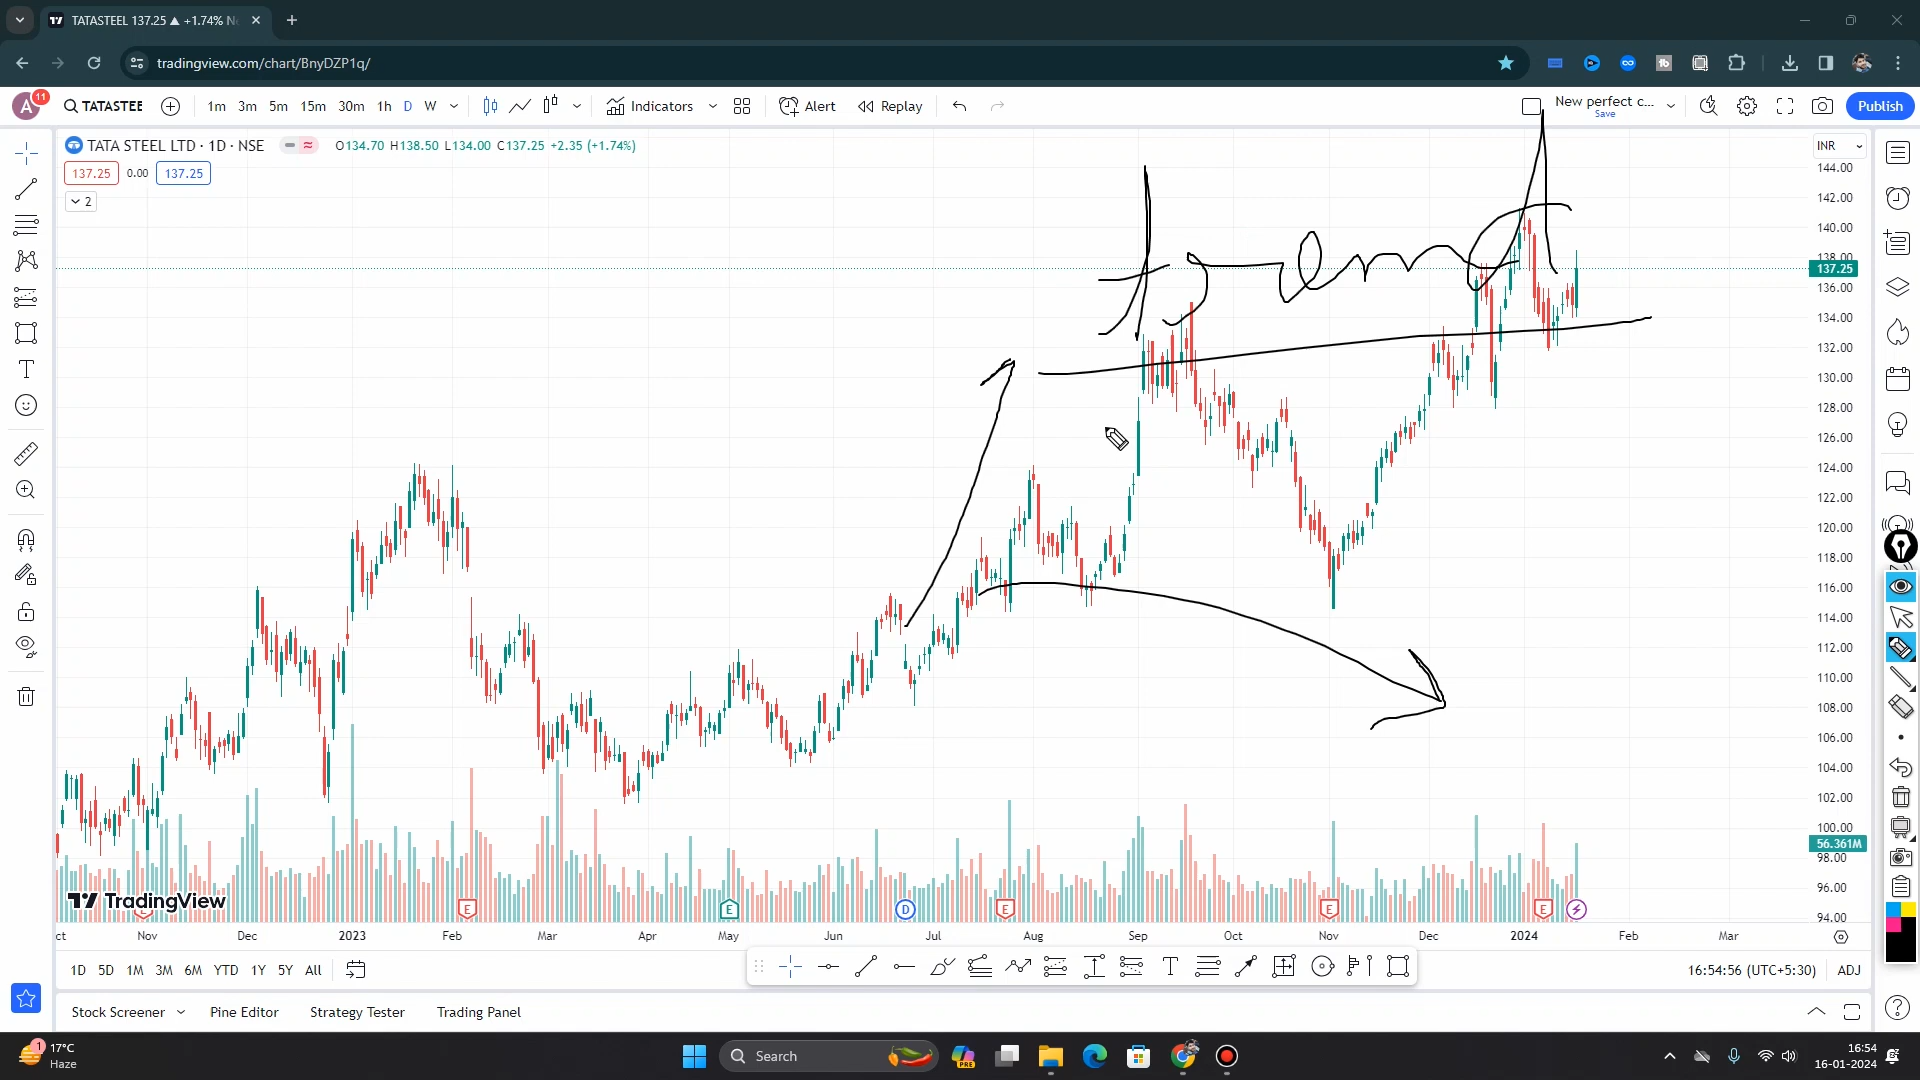 TATASTEEL 137.25 ▲ +1.74% N
tradingview.com/chart/BnyDZP1q/
A 11 TATASTEE 1m 3m 5m 15m 30m 1h D W Indicators Alert Replay New perfect c... Save Publish
TATA STEEL LTD · 1D · NSE O134.70 H138.50 L134.00 C137.25 +2.35 (+1.74%) INR
137.25 0.00 137.25
2
trend
144.00
142.00
140.00
138.00
137.25
136.00
134.00
132.00
130.00
128.00
126.00
124.00
122.00
120.00
118.00
116.00
114.00
112.00
110.00
108.00
106.00
104.00
102.00
100.00
56.361M
98.00
96.00
94.00
TradingView
E E E D E E E
ct Nov Dec 2023 Feb Mar Apr May Jun Jul Aug Sep Oct Nov Dec 2024 Feb Mar
1D 5D 1M 3M 6M YTD 1Y 5Y All 16:54:56 (UTC+5:30) ADJ
Stock Screener Pine Editor Strategy Tester Trading Panel
1 17°C Search PRE 16:54
Haze 16-01-2024